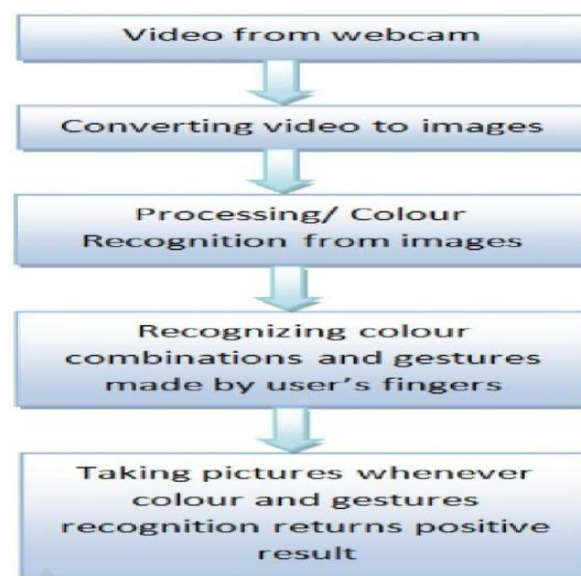 Video from webcam
Converting video to images
Processing/ Colour
Recognition from images
Recognizing colour
combinations and gestures
made by user's fingers
Taking pictures whenever
colour and gestures
recognition returns positive
result